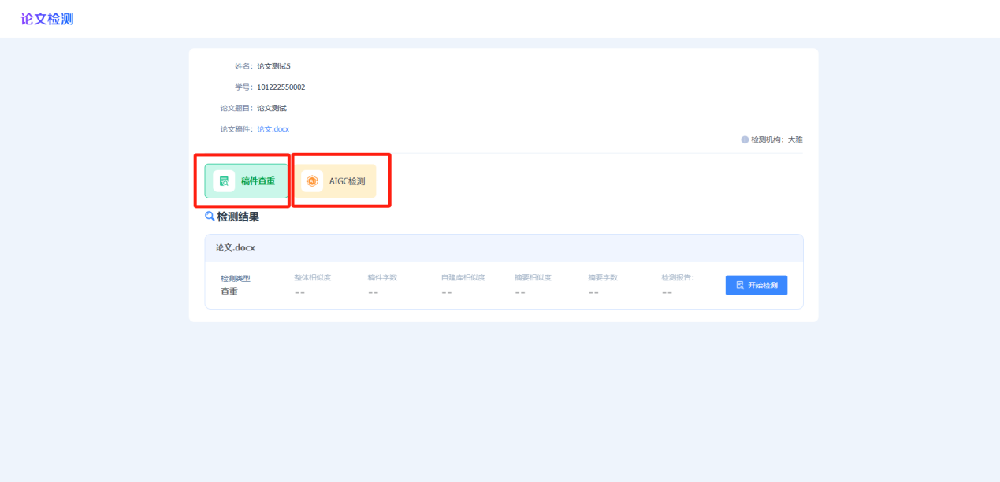 论文检测
姓名：论文测试5
学号：101222550002
论文题目：论文测试
论文稿件：论文.docx
检测机构：大雅
稿件查重
AI AIGC检测
检测结果
论文.docx
检测类型 整体相似度 稿件字数 自建库相似度 摘要相似度 摘要字数 检测报告：
查重 -- -- -- -- -- -- 开始检测